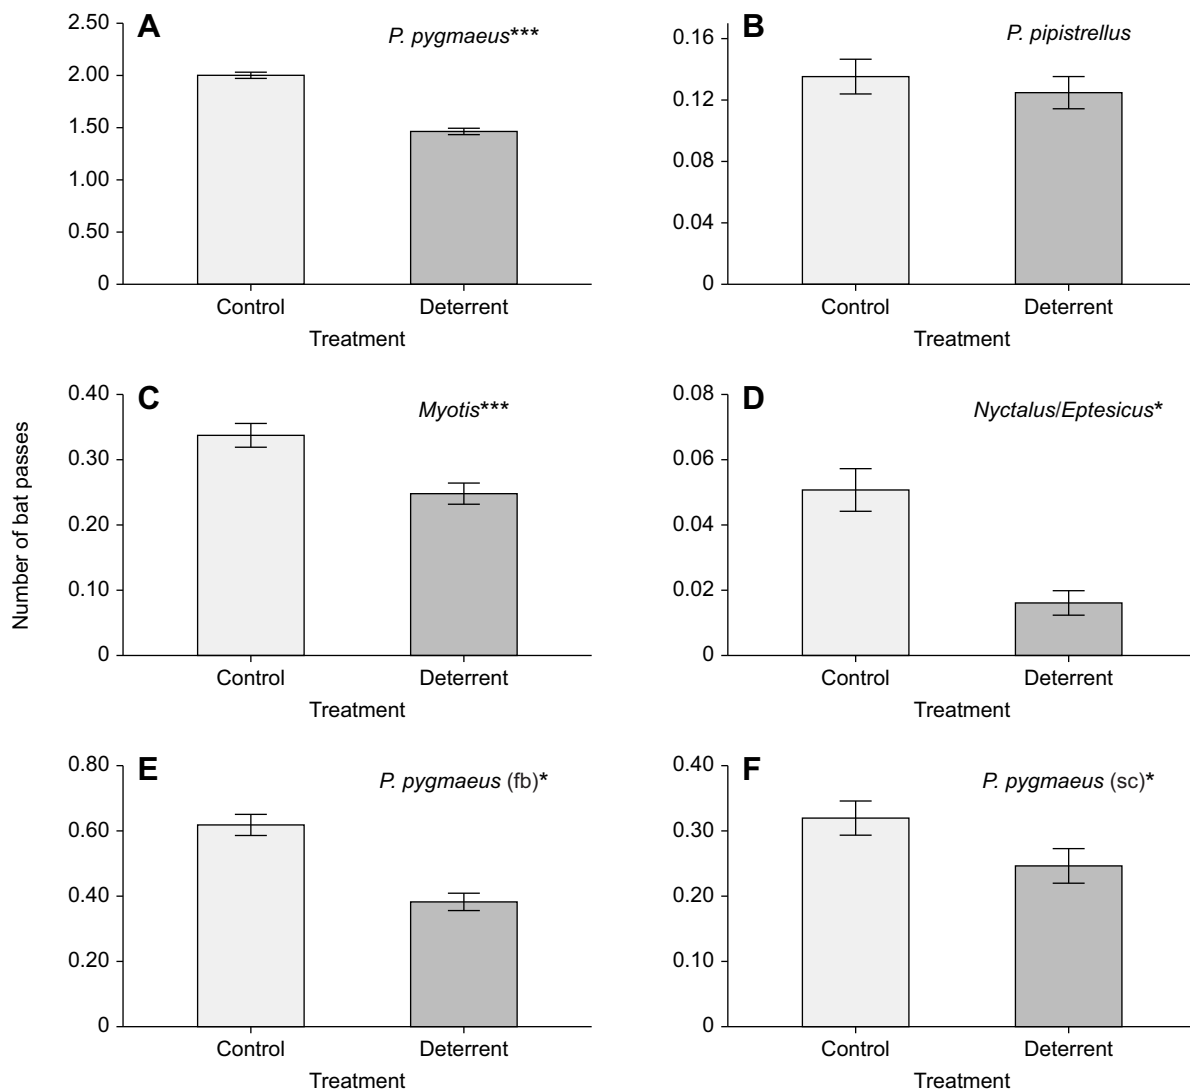 Number of bat passes
A
P. pygmaeus***
2.50
2.00
1.50
1.00
0.50
0
Control
Deterrent
Treatment
B
P. pipistrellus
0.16
0.12
0.08
0.04
0
Control
Deterrent
Treatment
C
Myotis***
0.40
0.30
0.20
0.10
0
Control
Deterrent
Treatment
D
Nyctalus/Eptesicus*
0.08
0.06
0.04
0.02
0
Control
Deterrent
Treatment
E
P. pygmaeus (fb)*
0.80
0.60
0.40
0.20
0
Control
Deterrent
Treatment
F
P. pygmaeus (sc)*
0.40
0.30
0.20
0.10
0
Control
Deterrent
Treatment